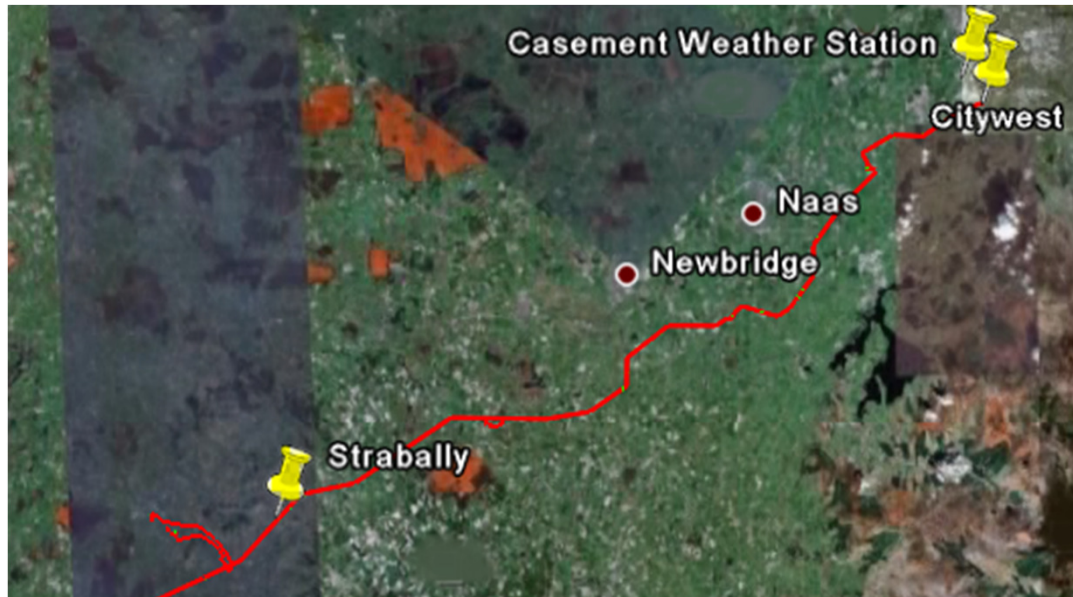 Casement Weather Station
Citywest
Naas
Newbridge
Strabally